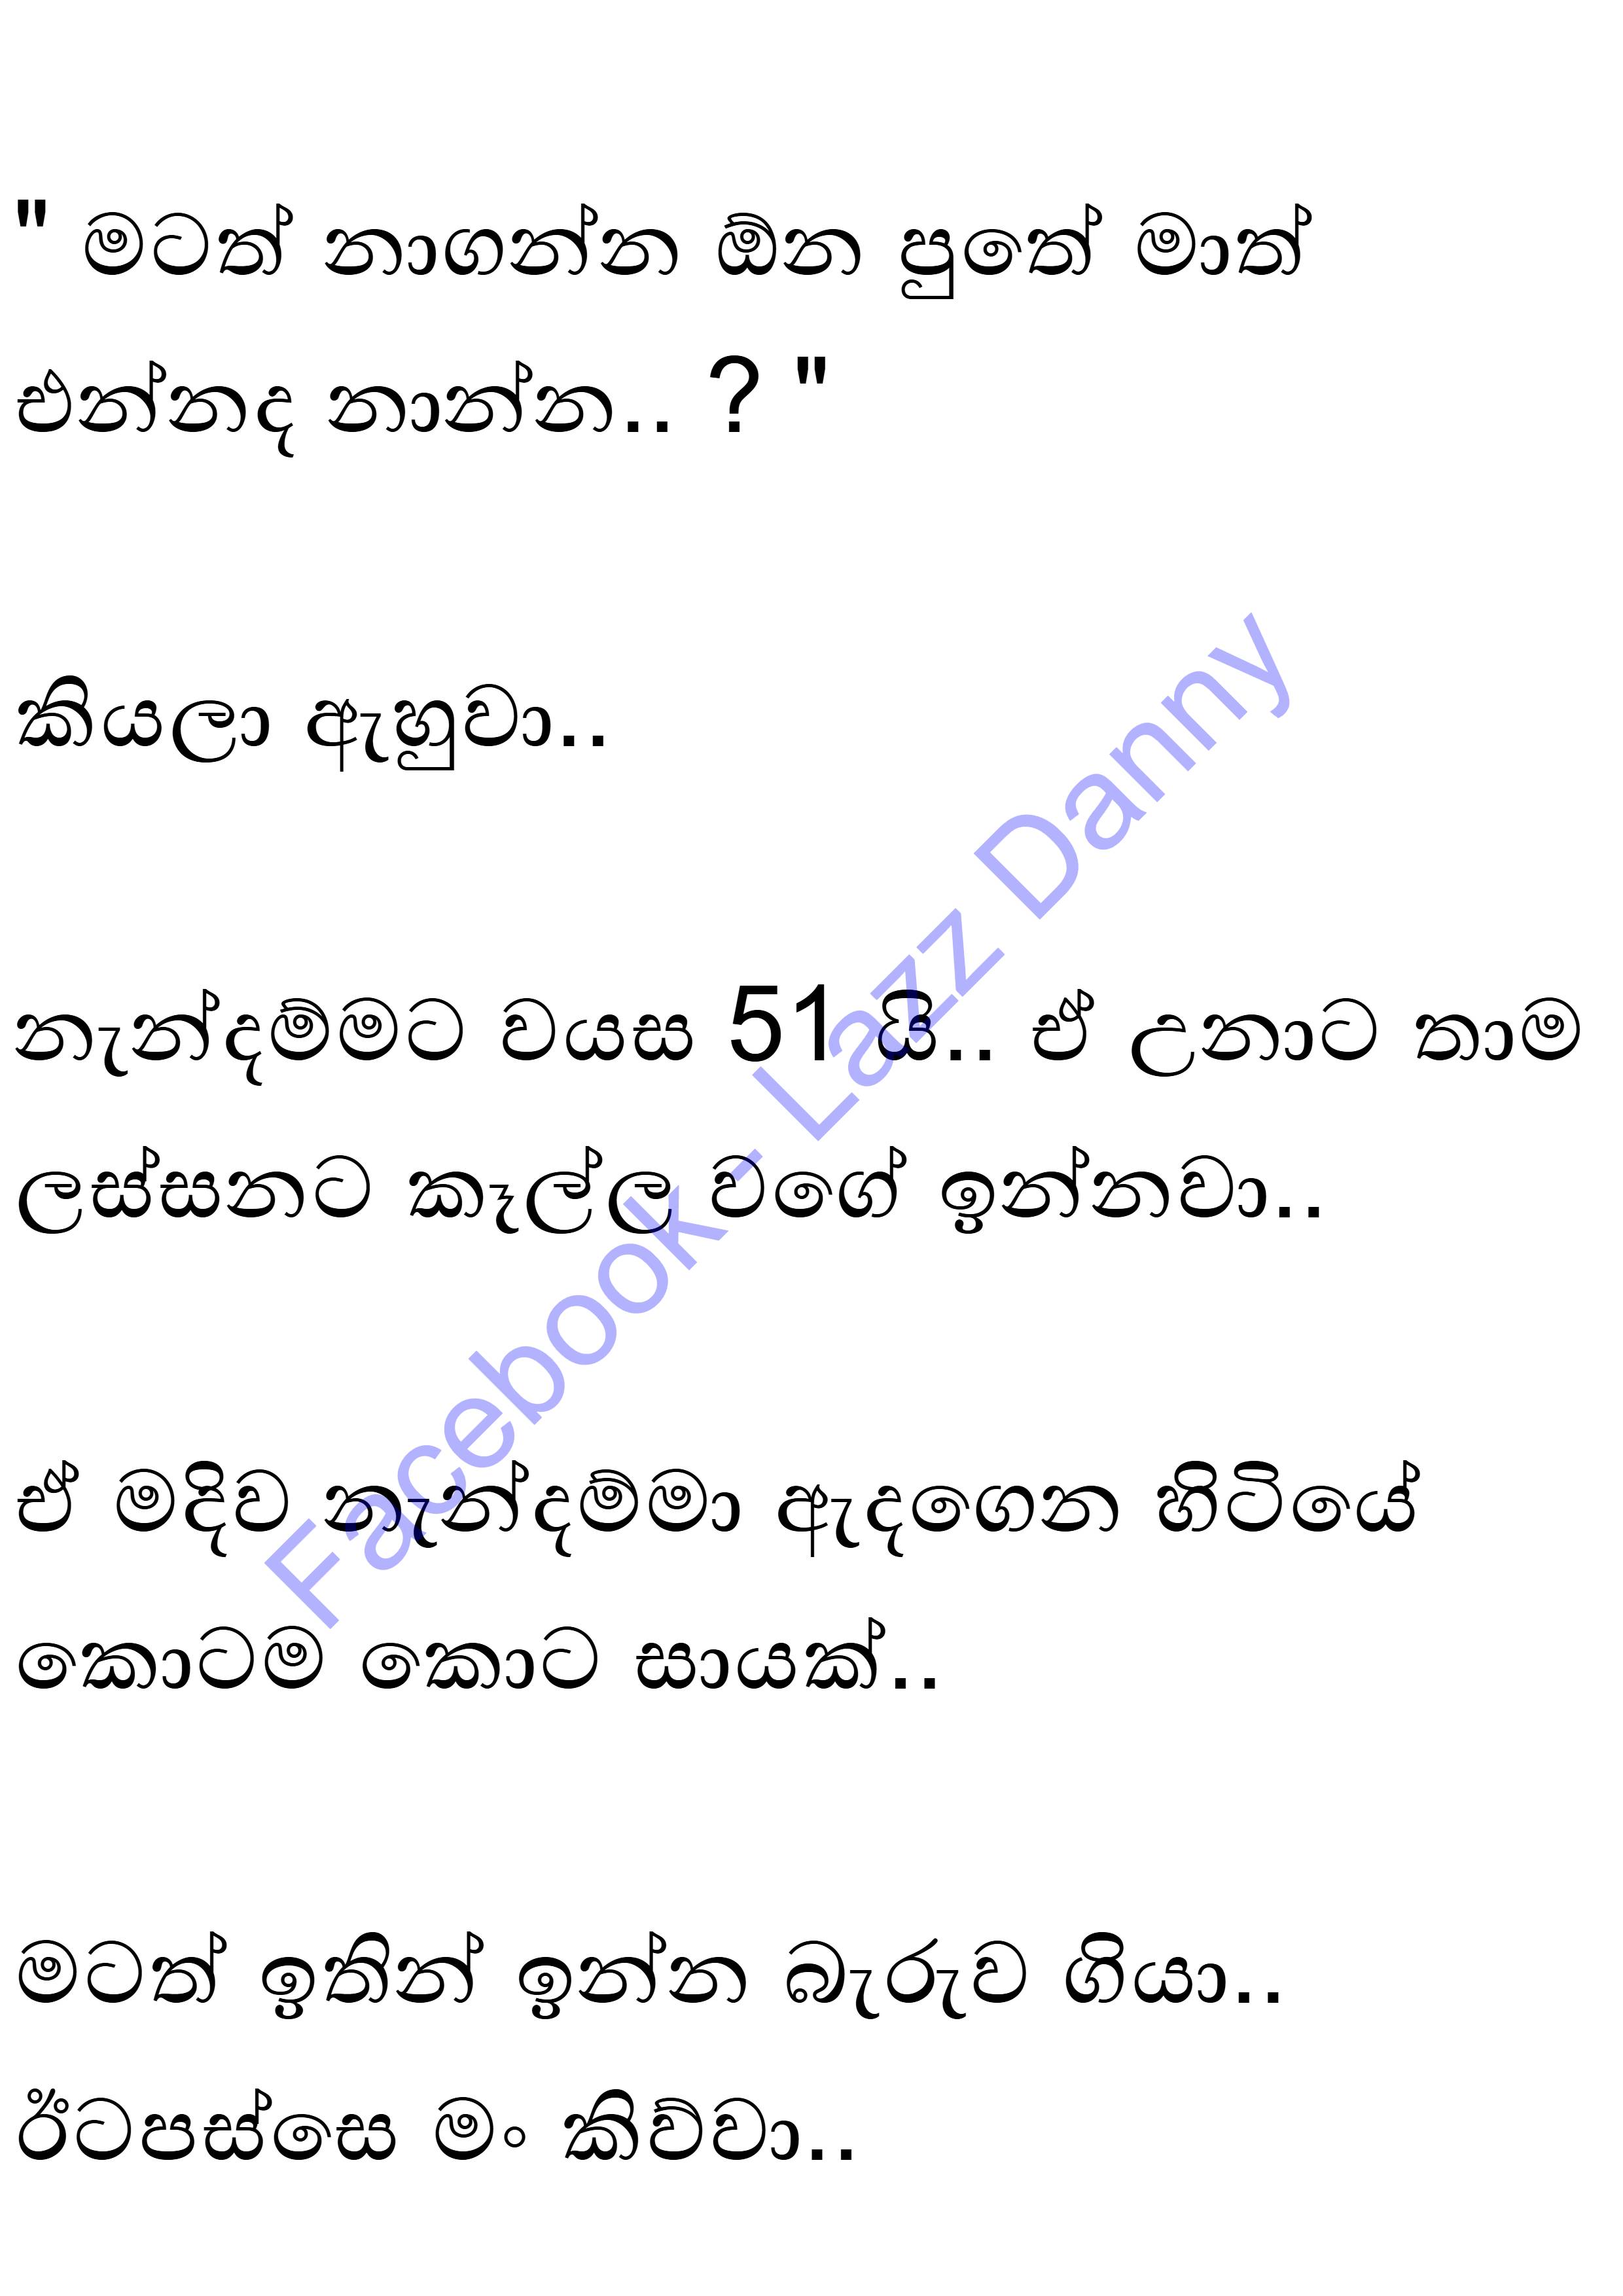 " මටත් නාගන්න ඕන පුතේ මාත්
එන්නද නාන්න.. ? "
කියලා ඇහුවා..
නැන්දම්මට වයස 51 යි.. ඒ උනාට තාම
ලස්සනට කෑල්ල වගේ ඉන්නවා..
ඒ මදිව නැන්දම්මා ඇදගෙන හිටියේ
කොටම කොට සායක්..
මටත් ඉතින් ඉන්න බැරුව ගියා..
ඊටපස්සෙ මං කිව්වා..
Facebook - Lazz Danny